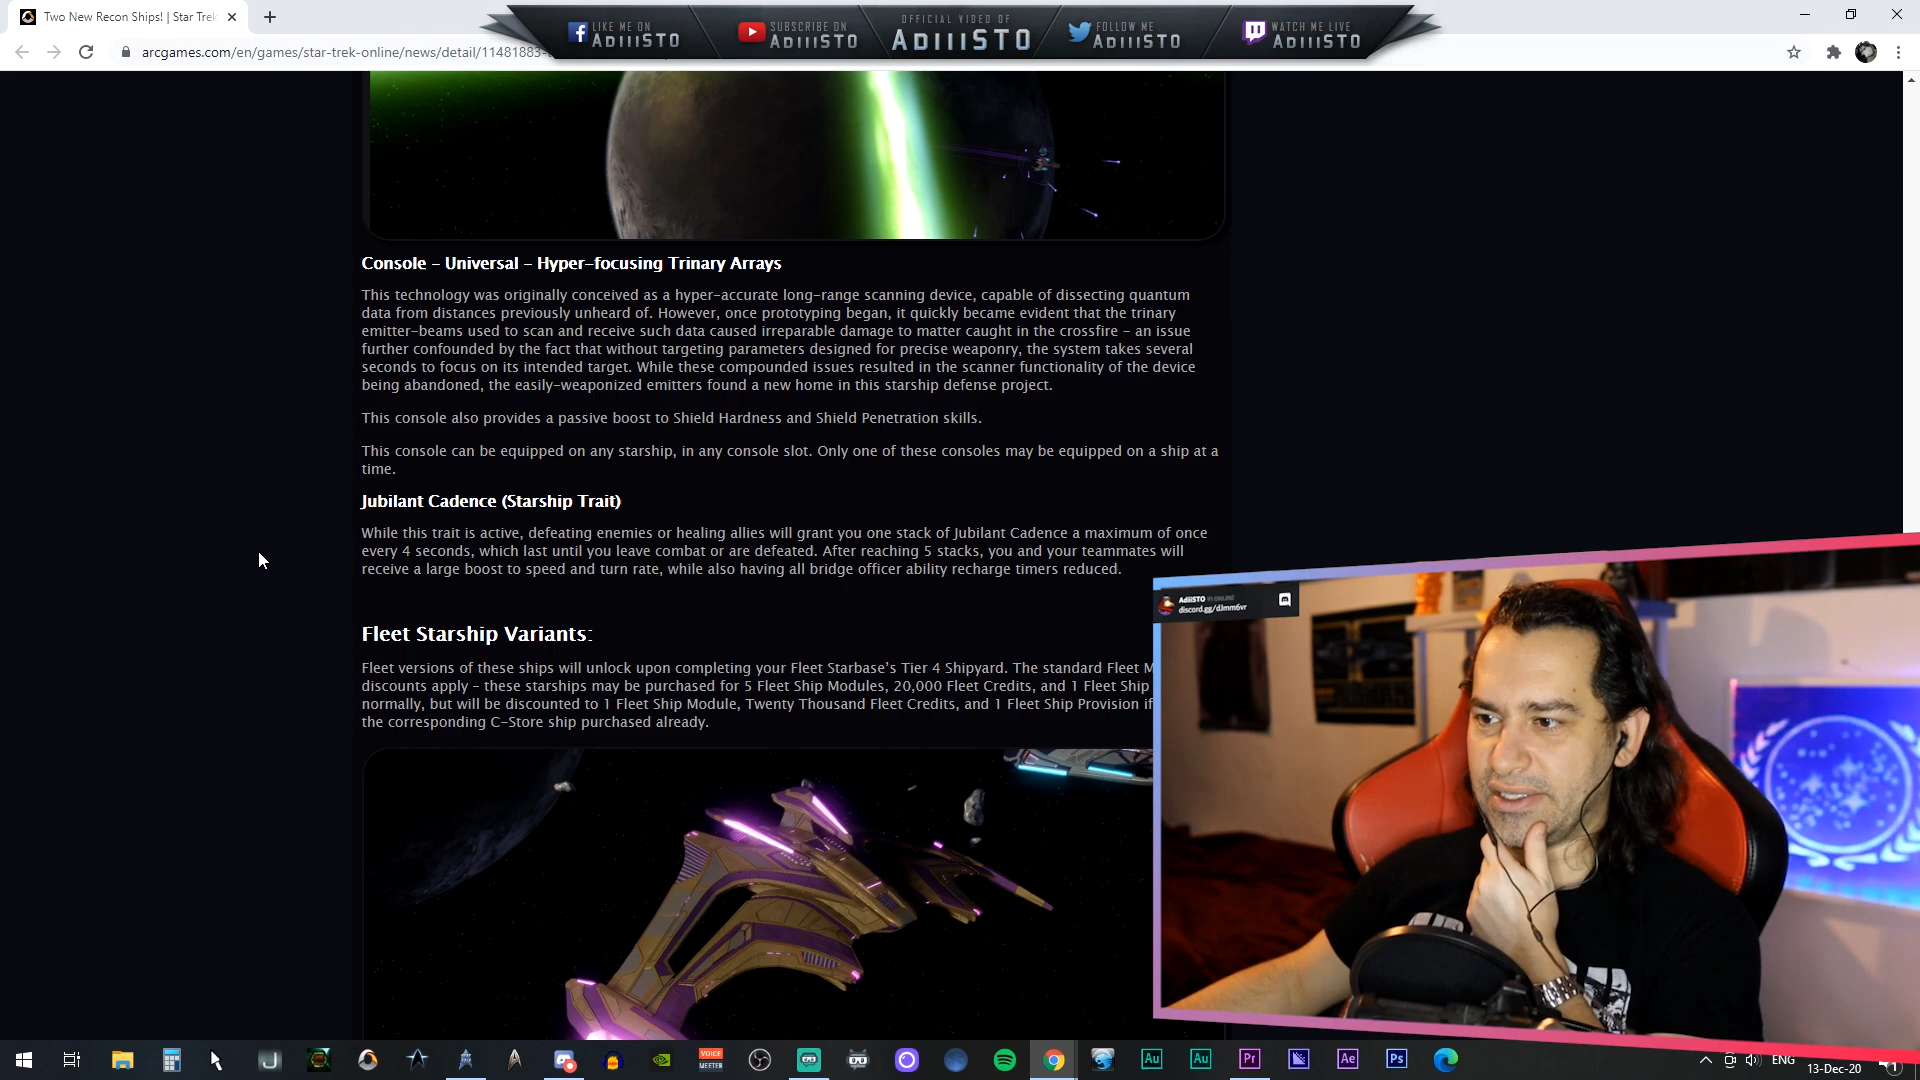 Two New Recon Ships! | Star Trek
LIKE ME ON
ADIIISTO
SUBSCRIBE ON
ADIIISTO
OFFICIAL VIDEO OF
ADIIISTO
FOLLOW ME
ADIIISTO
WATCH ME LIVE
ADIIISTO
arcgames.com/en/games/star-trek-online/news/detail/11481883-
Console – Universal – Hyper-focusing Trinary Arrays
This technology was originally conceived as a hyper-accurate long-range scanning device, capable of dissecting quantum
data from distances previously unheard of. However, once prototyping began, it quickly became evident that the trinary
emitter-beams used to scan and receive such data caused irreparable damage to matter caught in the crossfire – an issue
further confounded by the fact that without targeting parameters designed for precise weaponry, the system takes several
seconds to focus on its intended target. While these compounded issues resulted in the scanner functionality of the device
being abandoned, the easily-weaponized emitters found a new home in this starship defense project.
This console also provides a passive boost to Shield Hardness and Shield Penetration skills.
This console can be equipped on any starship, in any console slot. Only one of these consoles may be equipped on a ship at a
time.
Jubilant Cadence (Starship Trait)
While this trait is active, defeating enemies or healing allies will grant you one stack of Jubilant Cadence a maximum of once
every 4 seconds, which last until you leave combat or are defeated. After reaching 5 stacks, you and your teammates will
receive a large boost to speed and turn rate, while also having all bridge officer ability recharge timers reduced.
Fleet Starship Variants:
Fleet versions of these ships will unlock upon completing your Fleet Starbase's Tier 4 Shipyard. The standard Fleet M
discounts apply – these starships may be purchased for 5 Fleet Ship Modules, 20,000 Fleet Credits, and 1 Fleet Ship
normally, but will be discounted to 1 Fleet Ship Module, Twenty Thousand Fleet Credits, and 1 Fleet Ship Provision if
the corresponding C-Store ship purchased already.
AdiiiSTO
discord.gg/dJmm6vr
VOICE
MEETER
Au
Au
Pr
Ae
Ps
ENG
13-Dec-20
1